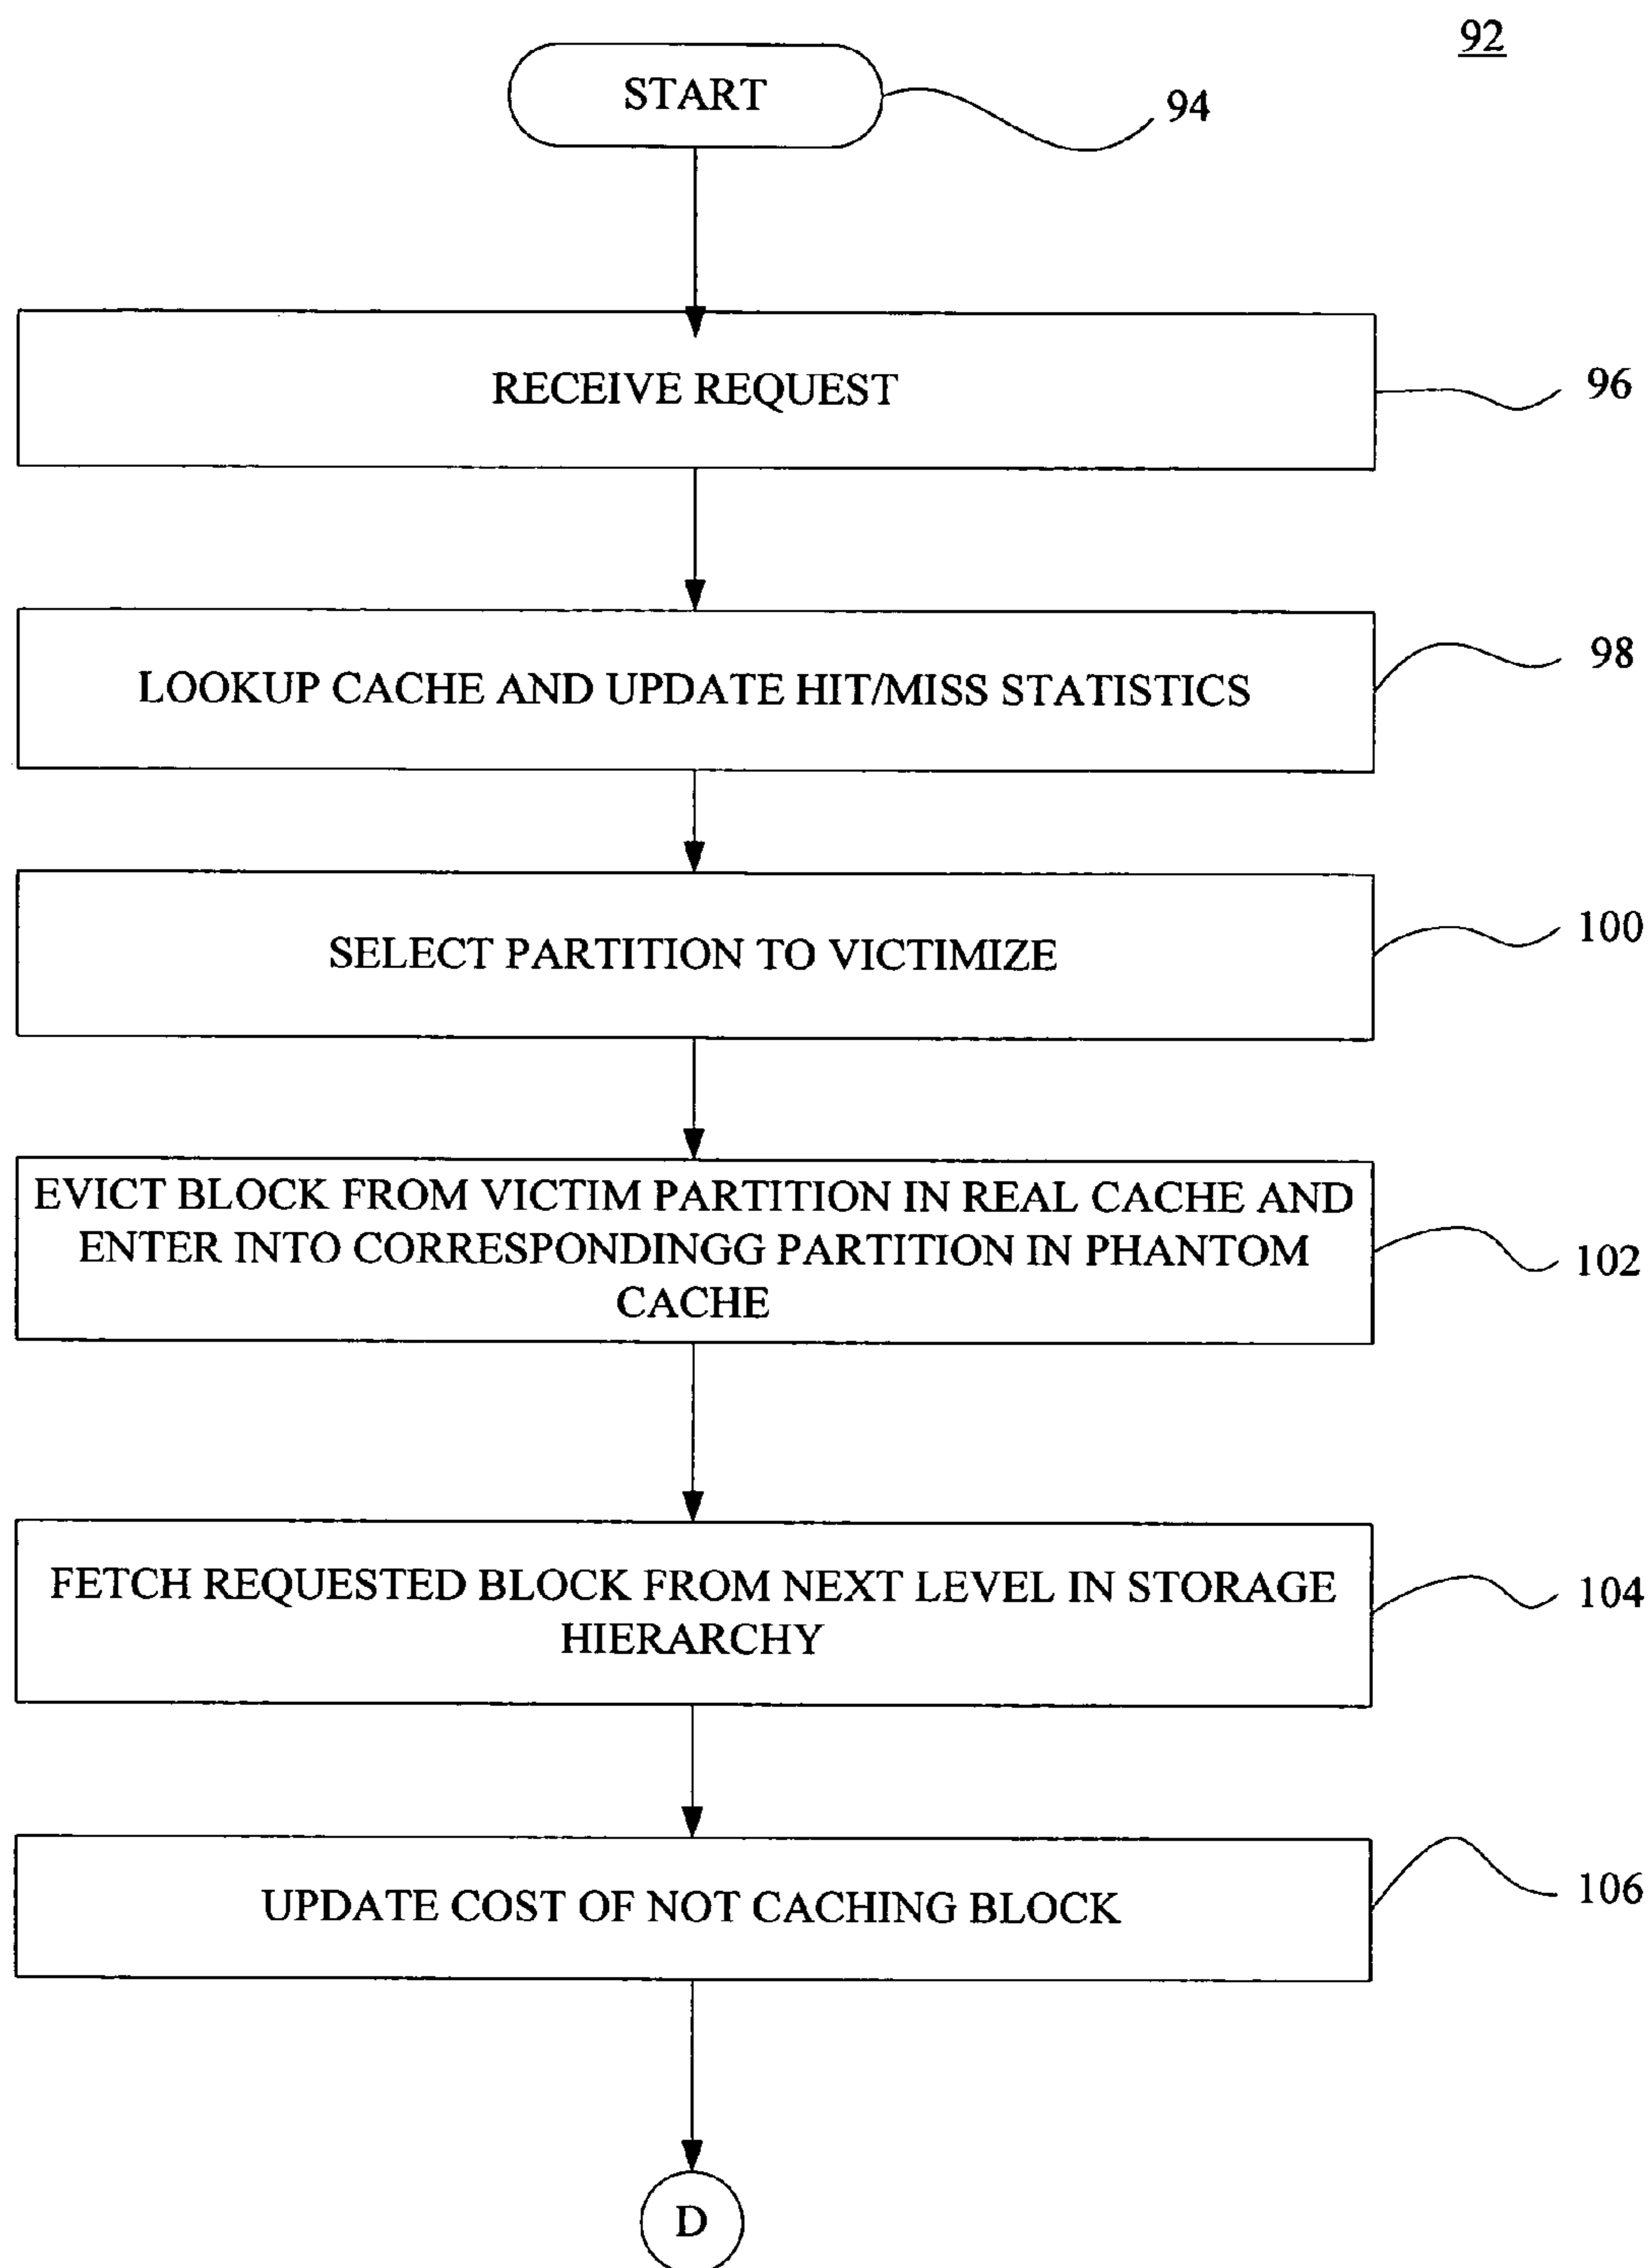 92
START
94
RECEIVE REQUEST
96
LOOKUP CACHE AND UPDATE HIT/MISS STATISTICS
98
SELECT PARTITION TO VICTIMIZE
100
EVICT BLOCK FROM VICTIM PARTITION IN REAL CACHE AND
ENTER INTO CORRESPONDINGG PARTITION IN PHANTOM
CACHE
102
FETCH REQUESTED BLOCK FROM NEXT LEVEL IN STORAGE
HIERARCHY
104
UPDATE COST OF NOT CACHING BLOCK
106
D